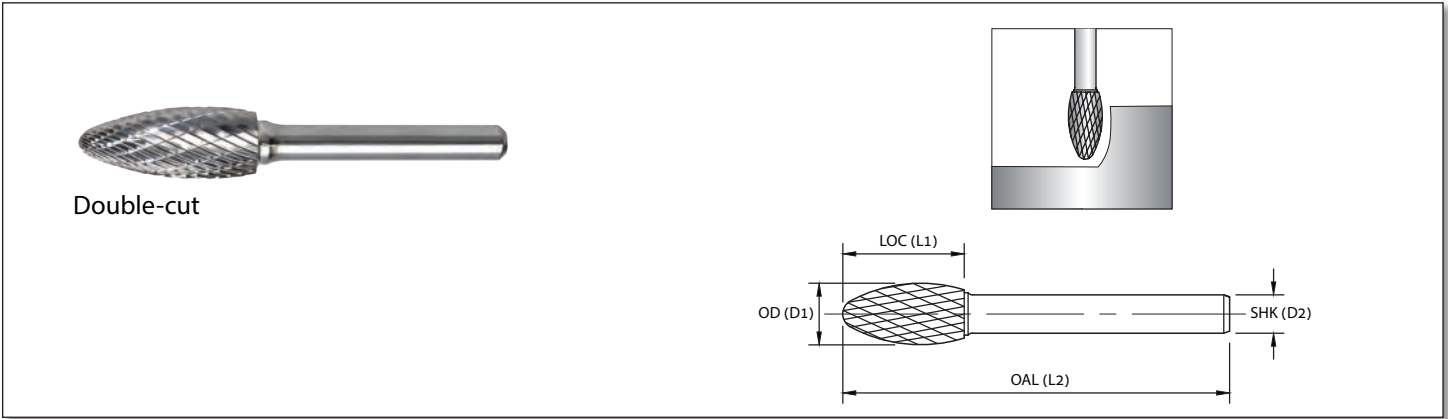 Double-cut
LOC (L1)
OD (D1)
SHK (D2)
OAL (L2)